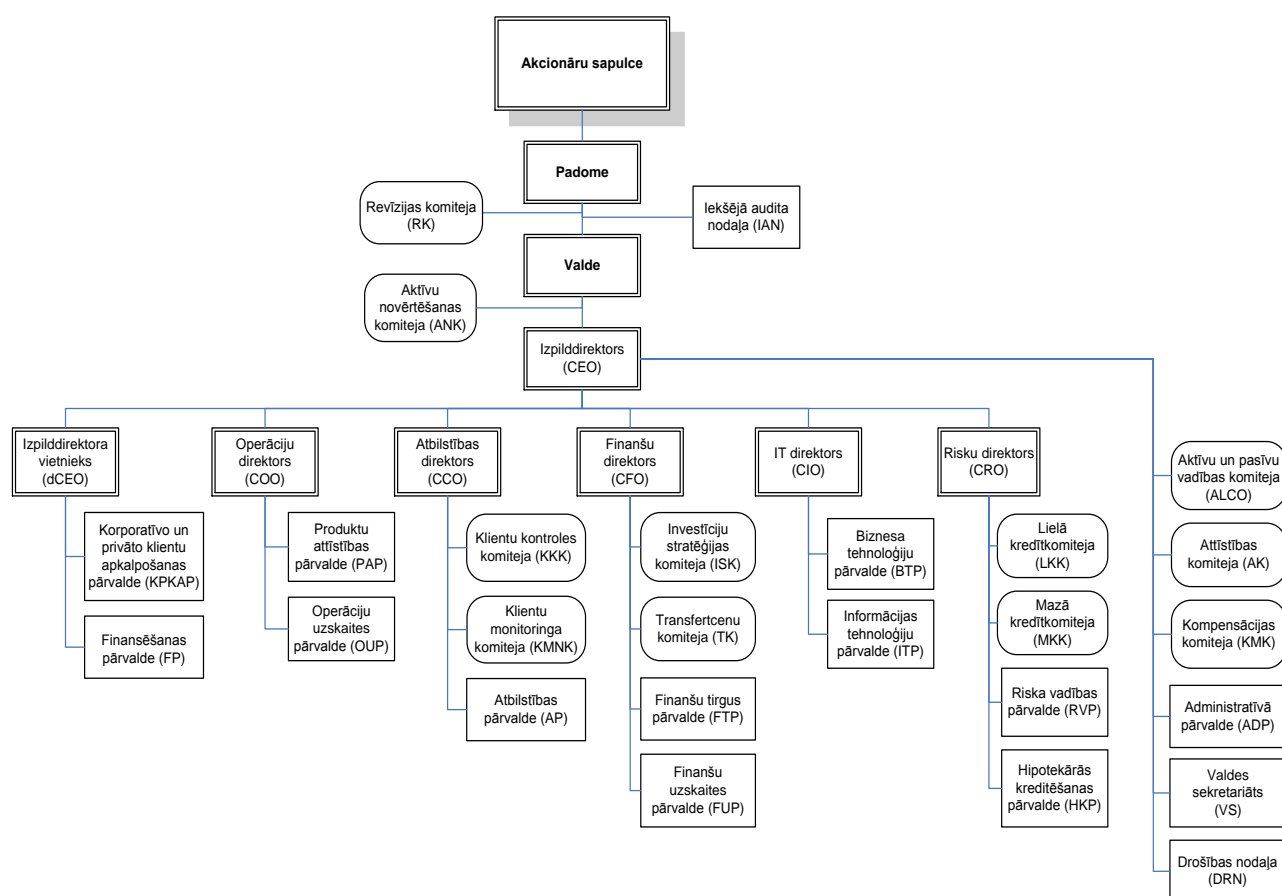 Akcionāru sapulce
Padome
Revīzijas komiteja
(RK)
Iekšējā audita
nodaļa (IAN)
Valde
Aktīvu
novērtēšanas
komiteja (ANK)
Izpilddirektors
(CEO)
Izpilddirektora
vietnieks
(dCEO)
Operāciju
direktors
(COO)
Atbilstības
direktors
(CCO)
Finanšu
direktors
(CFO)
IT direktors
(CIO)
Risku direktors
(CRO)
Korporatīvo un
privāto klientu
apkalpošanas
pārvalde (KPKAP)
Finansēšanas
pārvalde (FP)
Produktu
attīstības
pārvalde (PAP)
Operāciju
uzskaites
pārvalde (OUP)
Klientu kontroles
komiteja (KKK)
Klientu
monitoringa
komiteja (KMNK)
Atbilstības
pārvalde (AP)
Investīciju
stratēģijas
komiteja (ISK)
Transfertcenu
komiteja (TK)
Finanšu tirgus
pārvalde (FTP)
Finanšu
uzskaites
pārvalde (FUP)
Biznesa
tehnoloģiju
pārvalde (BTP)
Informācijas
tehnoloģiju
pārvalde (ITP)
Lielā
kredītkomiteja
(LKK)
Mazā
kredītkomiteja
(MKK)
Riska vadības
pārvalde (RVP)
Hipotekārās
kreditēšanas
pārvalde (HKP)
Aktīvu un pasīvu
vadības komiteja
(ALCO)
Attīstības
komiteja (AK)
Kompensācijas
komiteja (KMK)
Administratīvā
pārvalde (ADP)
Valdes
sekretariāts
(VS)
Drošības nodaļa
(DRN)